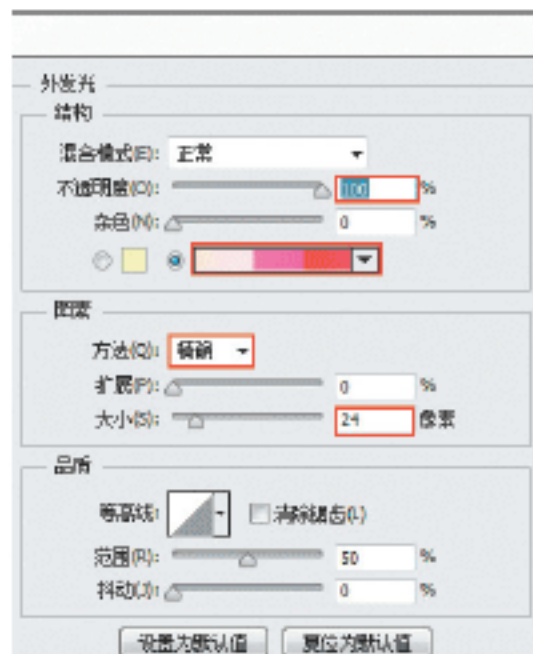 外发光
结构
混合模式(E): 正常
不透明度(O): 100 %
杂色(N): 0 %
图素
方法(Q): 精确
扩展(P): 0 %
大小(S): 24 像素
品质
等高线: 消除锯齿(L)
范围(R): 50 %
抖动(J): 0 %
设置为默认值 复位为默认值